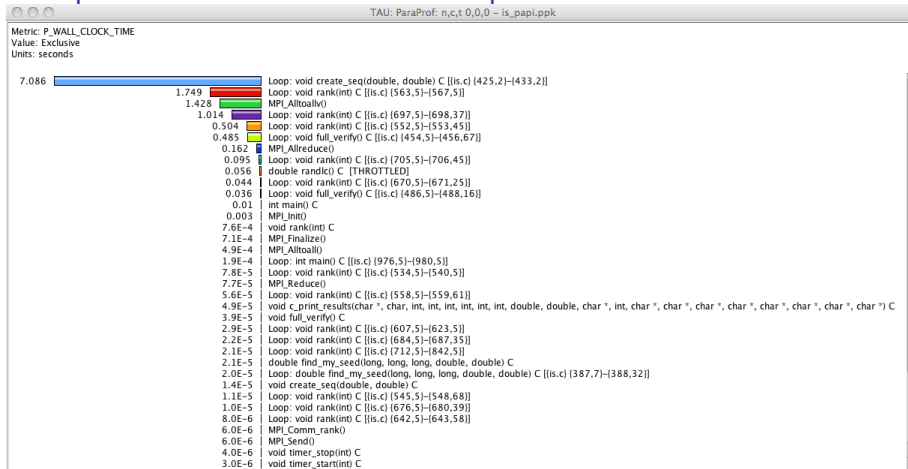 TAU: ParaProf: n,c,t 0,0,0 – is_papi.ppk
Metric: P_WALL_CLOCK_TIME
Value: Exclusive
Units: seconds
7.086 Loop: void create_seq(double, double) C [{is.c} {425,2}–{433,2}]
1.749 Loop: void rank(int) C [{is.c} {563,5}–{567,5}]
1.428 MPI_Alltoallv()
1.014 Loop: void rank(int) C [{is.c} {697,5}–{698,37}]
0.504 Loop: void rank(int) C [{is.c} {552,5}–{553,45}]
0.485 Loop: void full_verify() C [{is.c} {454,5}–{456,67}]
0.162 MPI_Allreduce()
0.095 Loop: void rank(int) C [{is.c} {705,5}–{706,45}]
0.056 double randlc() C [THROTTLED]
0.044 Loop: void rank(int) C [{is.c} {670,5}–{671,25}]
0.036 Loop: void full_verify() C [{is.c} {486,5}–{488,16}]
0.01 int main() C
0.003 MPI_Init()
7.6E-4 void rank(int) C
7.1E-4 MPI_Finalize()
4.9E-4 MPI_Alltoall()
1.9E-4 Loop: int main() C [{is.c} {976,5}–{980,5}]
7.8E-5 Loop: void rank(int) C [{is.c} {534,5}–{540,5}]
7.7E-5 MPI_Reduce()
5.6E-5 Loop: void rank(int) C [{is.c} {558,5}–{559,61}]
4.9E-5 void c_print_results(char *, char, int, int, int, int, int, int, double, double, char *, int, char *, char *, char *, char *, char *, char *, char *, char *) C
3.9E-5 void full_verify() C
2.9E-5 Loop: void rank(int) C [{is.c} {607,5}–{623,5}]
2.2E-5 Loop: void rank(int) C [{is.c} {684,5}–{687,35}]
2.1E-5 Loop: void rank(int) C [{is.c} {712,5}–{842,5}]
2.1E-5 double find_my_seed(long, long, long, double, double) C
2.0E-5 Loop: double find_my_seed(long, long, long, double, double) C [{is.c} {387,7}–{388,32}]
1.4E-5 void create_seq(double, double) C
1.1E-5 Loop: void rank(int) C [{is.c} {545,5}–{548,68}]
1.0E-5 Loop: void rank(int) C [{is.c} {676,5}–{680,39}]
8.0E-6 Loop: void rank(int) C [{is.c} {642,5}–{643,58}]
6.0E-6 MPI_Comm_rank()
6.0E-6 MPI_Send()
4.0E-6 void timer_stop(int) C
3.0E-6 void timer_start(int) C